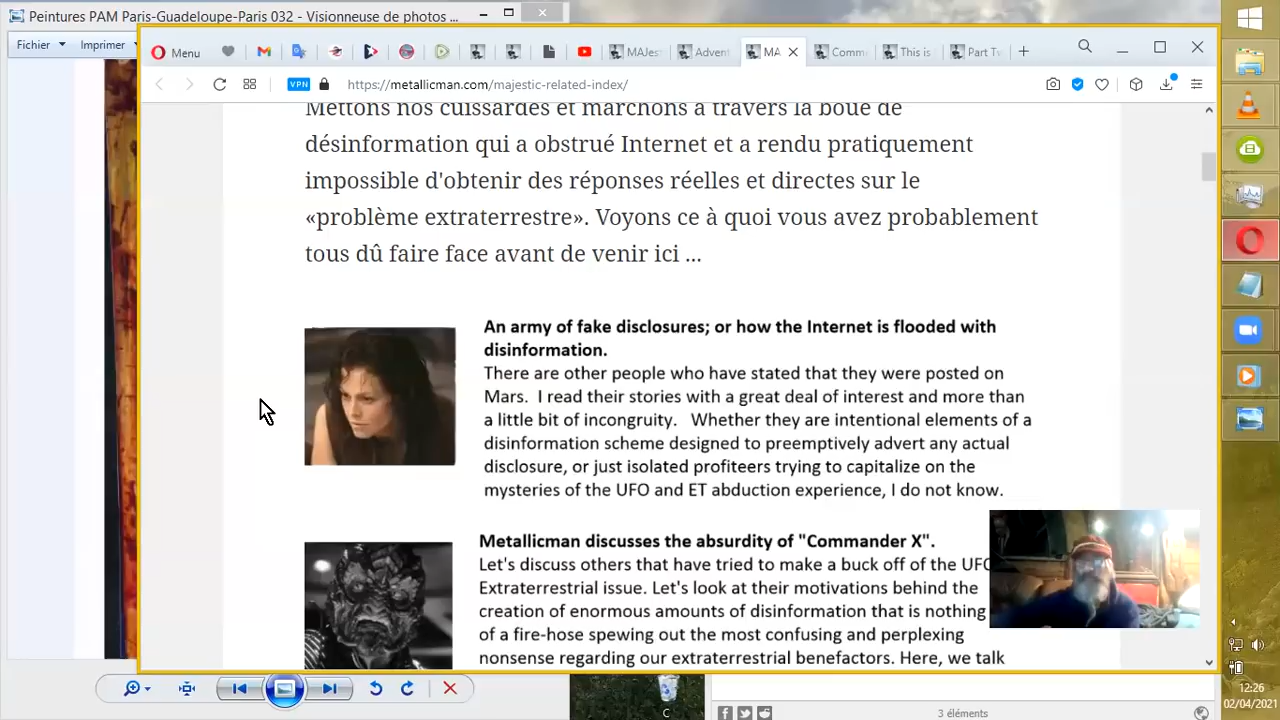 Peintures PAM Paris-Guadeloupe-Paris 032 - Visionneuse de photos ...
Fichier Imprimer
Menu
MAJes
Advent
MA
Comm
This is
Part Tv
VPN
https://metallicman.com/majestic-related-index/
Mettons nos cuissardes et marchons à travers la boue de
désinformation qui a obstrué Internet et a rendu pratiquement
impossible d'obtenir des réponses réelles et directes sur le
«problème extraterrestre». Voyons ce à quoi vous avez probablement
tous dû faire face avant de venir ici ...
An army of fake disclosures; or how the Internet is flooded with
disinformation.
There are other people who have stated that they were posted on
Mars. I read their stories with a great deal of interest and more than
a little bit of incongruity. Whether they are intentional elements of a
disinformation scheme designed to preemptively advert any actual
disclosure, or just isolated profiteers trying to capitalize on the
mysteries of the UFO and ET abduction experience, I do not know.
Metallicman discusses the absurdity of "Commander X".
Let's discuss others that have tried to make a buck off of the UFO
Extraterrestrial issue. Let's look at their motivations behind the
creation of enormous amounts of disinformation that is nothing
of a fire-hose spewing out the most confusing and perplexing
nonsense regarding our extraterrestrial benefactors. Here, we talk
C
3 éléments
12:26
02/04/2021